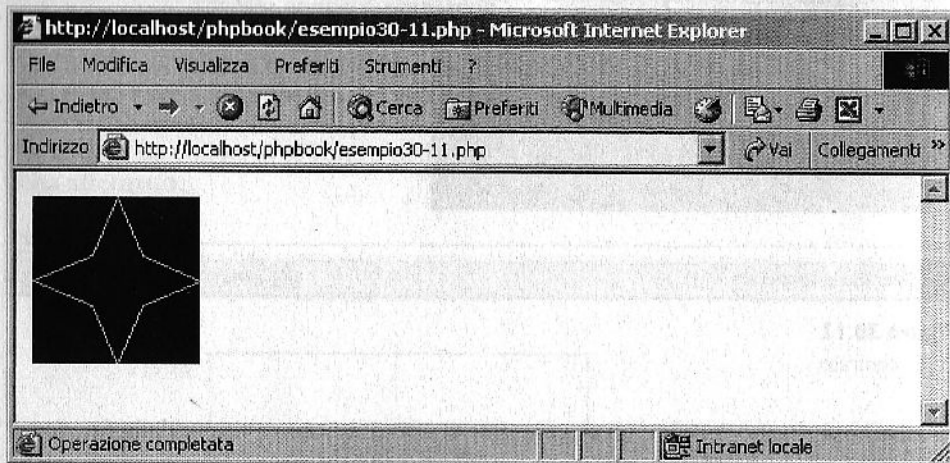 http://localhost/phpbook/esempio30-11.php - Microsoft Internet Explorer
File Modifica Visualizza Preferiti Strumenti ?
Indietro Cerca Preferiti Multimedia
Indirizzo http://localhost/phpbook/esempio30-11.php Vai Collegamenti »
Operazione completata Intranet locale